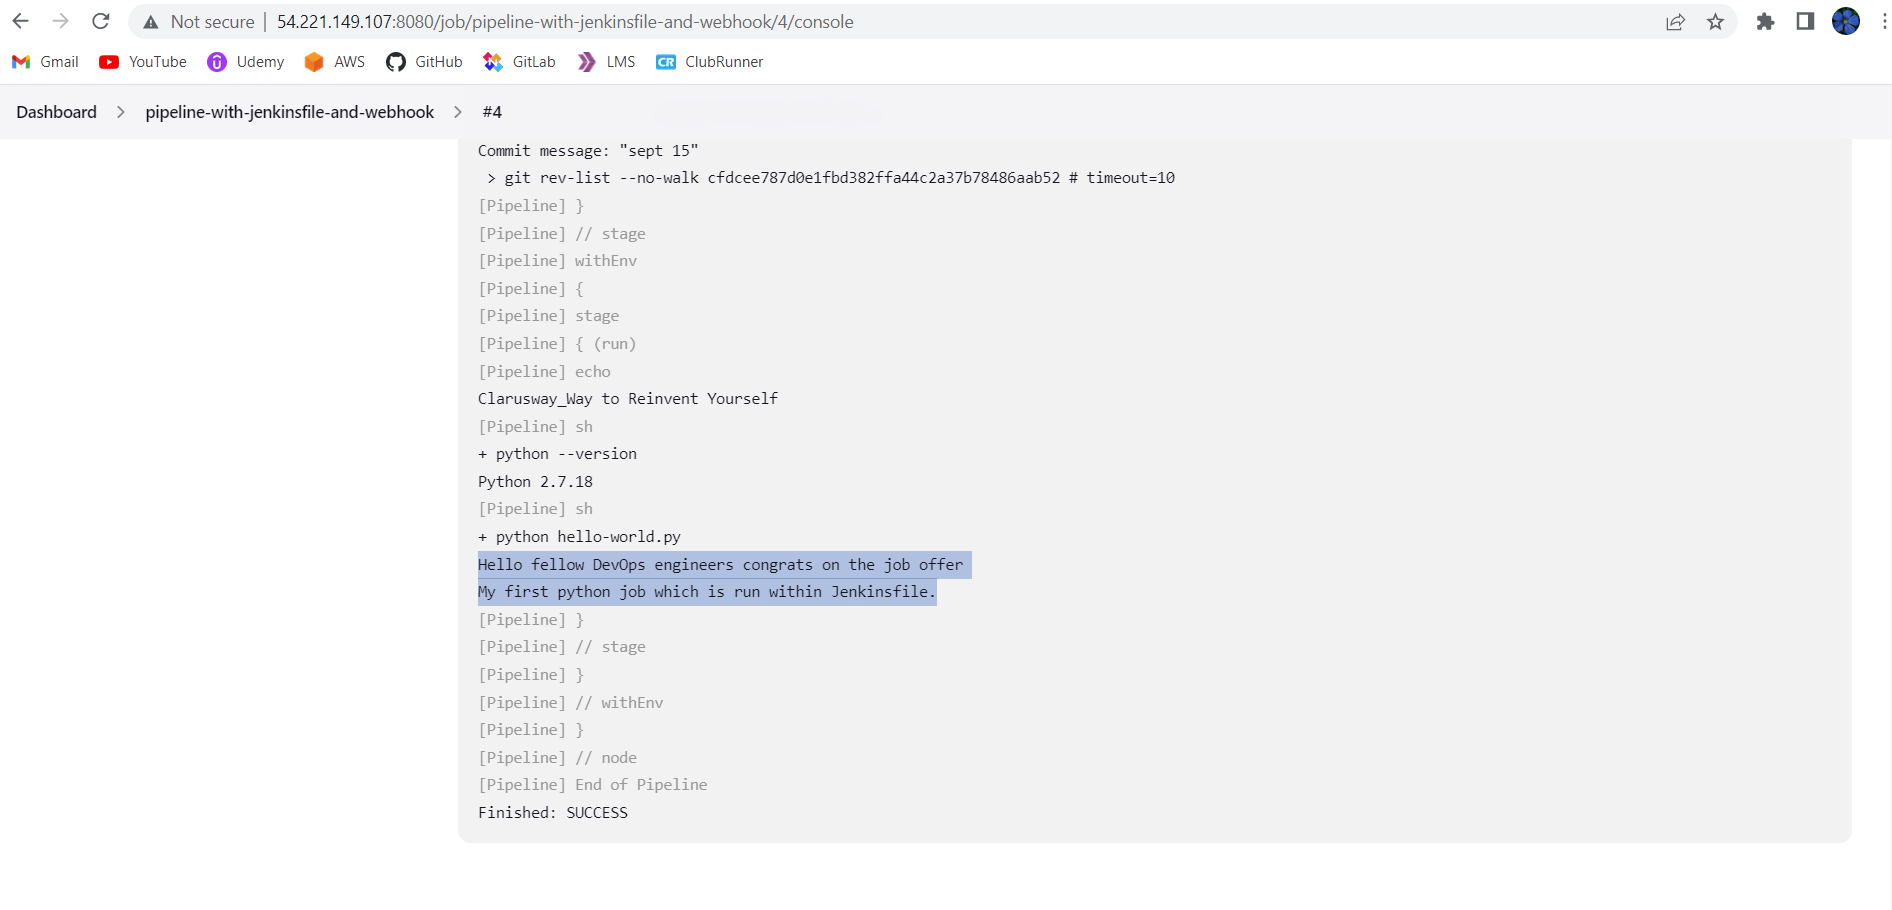 Not secure | 54.221.149.107:8080/job/pipeline-with-jenkinsfile-and-webhook/4/console
Gmail YouTube Udemy AWS GitHub GitLab LMS CR ClubRunner
Dashboard > pipeline-with-jenkinsfile-and-webhook > #4
Commit message: "sept 15"
> git rev-list --no-walk cfdcee787d0e1fbd382ffa44c2a37b78486aab52 # timeout=10
[Pipeline] }
[Pipeline] // stage
[Pipeline] withEnv
[Pipeline] {
[Pipeline] stage
[Pipeline] { (run)
[Pipeline] echo
Clarusway_Way to Reinvent Yourself
[Pipeline] sh
+ python --version
Python 2.7.18
[Pipeline] sh
+ python hello-world.py
Hello fellow DevOps engineers congrats on the job offer
My first python job which is run within Jenkinsfile.
[Pipeline] }
[Pipeline] // stage
[Pipeline] }
[Pipeline] // withEnv
[Pipeline] }
[Pipeline] // node
[Pipeline] End of Pipeline
Finished: SUCCESS